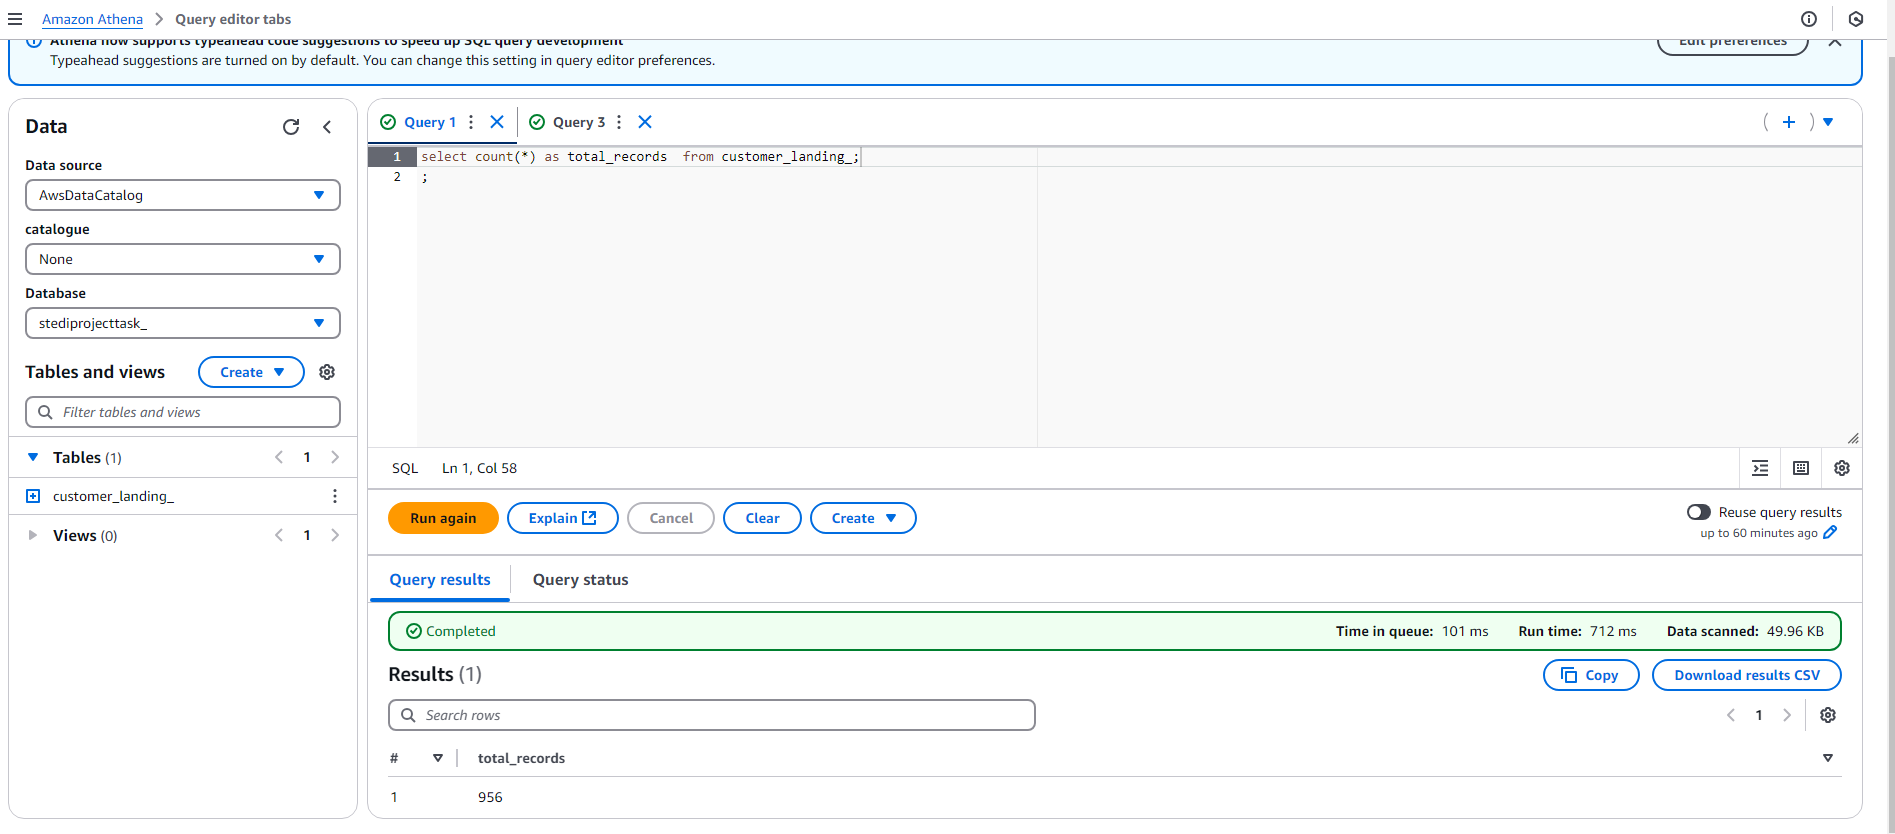 Amazon Athena > Query editor tabs
Athena now supports typeahead code suggestions to speed up SQL query development
Typeahead suggestions are turned on by default. You can change this setting in query editor preferences.
Edit preferences
Data
Data source
AwsDataCatalog
catalogue
None
Database
stediprojecttask_
Tables and views
Create
Filter tables and views
Tables (1)
1
customer_landing_
Views (0)
1
Query 1
Query 3
1 select count(*) as total_records  from customer_landing_;
2 ;
SQL Ln 1, Col 58
Run again
Explain
Cancel
Clear
Create
Reuse query results
up to 60 minutes ago
Query results
Query status
Completed
Time in queue: 101 ms
Run time: 712 ms
Data scanned: 49.96 KB
Results (1)
Copy
Download results CSV
Search rows
1
# total_records
1 956